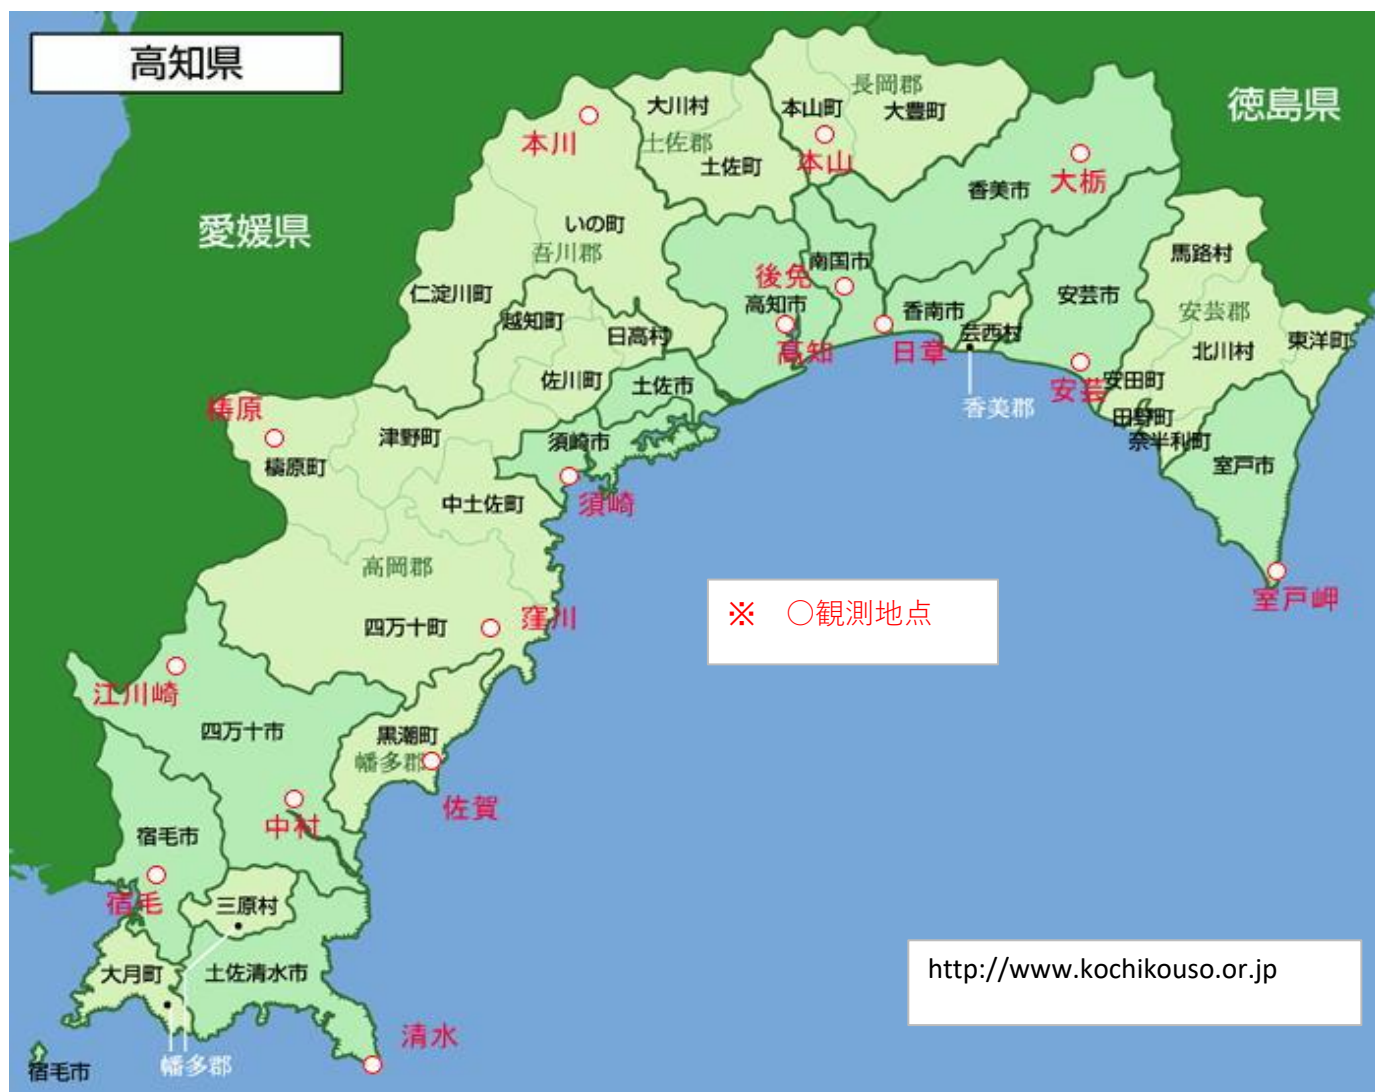 高知県
徳島県
愛媛県
大川村
土佐郡
土佐町
本川
本山町
長岡郡
大豊町
本山
香美市
大栃
いの町
吾川郡
仁淀川町
越知町
日高村
佐川町
土佐市
高知市
後免
南国市
高知
香南市
日章
芸西村
香美郡
安芸市
安芸
馬路村
安芸郡
北川村
東洋町
安田町
田野町
奈半利町
室戸市
室戸岬
梼原
檮原町
津野町
須崎市
須崎
中土佐町
高岡郡
四万十町
窪川
※ ○観測地点
江川崎
四万十市
黒潮町
幡多郡
佐賀
中村
宿毛市
宿毛
三原村
大月町
土佐清水市
清水
幡多郡
宿毛市
http://www.kochikouso.or.jp